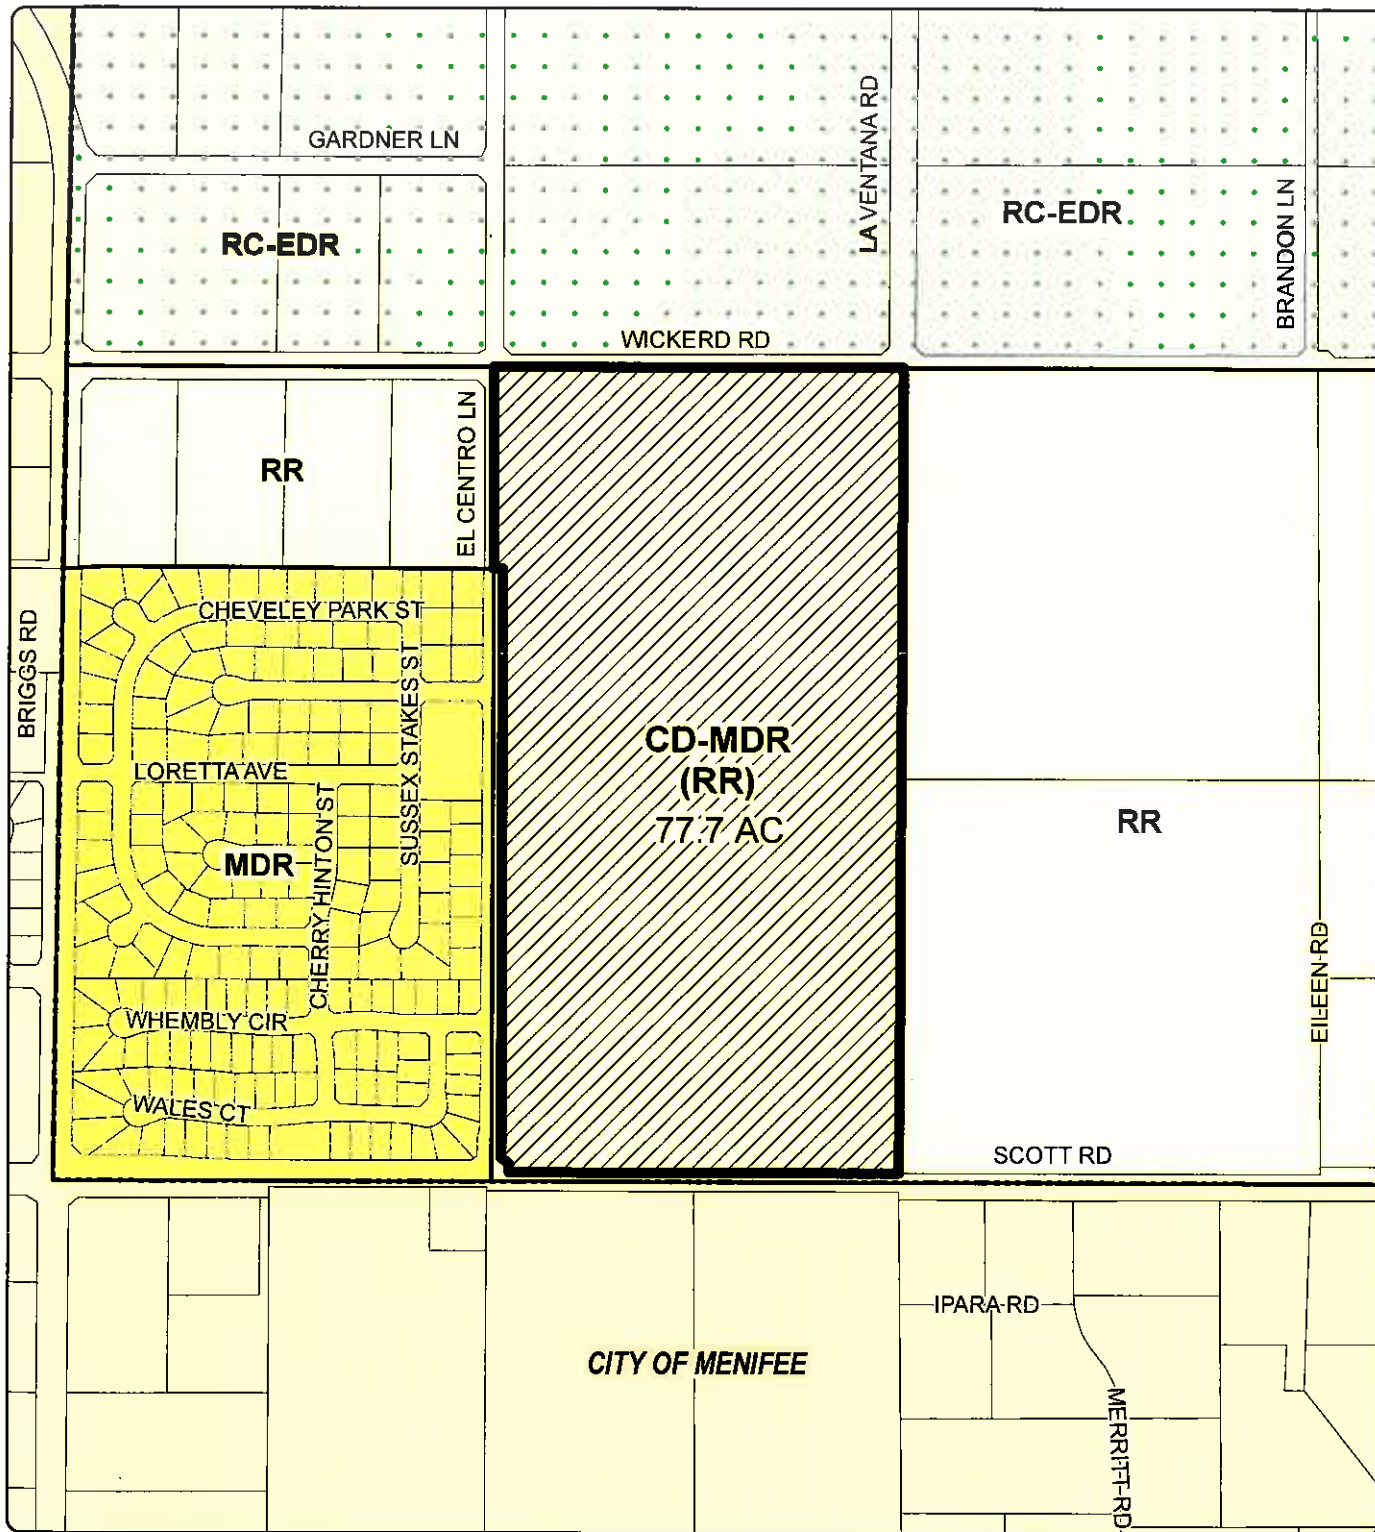 GARDNER LN
LA VENTANA RD
RC-EDR
RC-EDR
BRANDON LN
WICKERD RD
RR
EL CENTRO LN
BRIGGS RD
CHEVELEY PARK ST
SUSSEX STAKES ST
LORETTA AVE
CHERRY HINTON ST
MDR
CD-MDR
(RR)
77.7 AC
RR
EILEEN RD
WHEMBLY CIR
WALES CT
SCOTT RD
IPARA RD
CITY OF MENIFEE
MERRITT RD